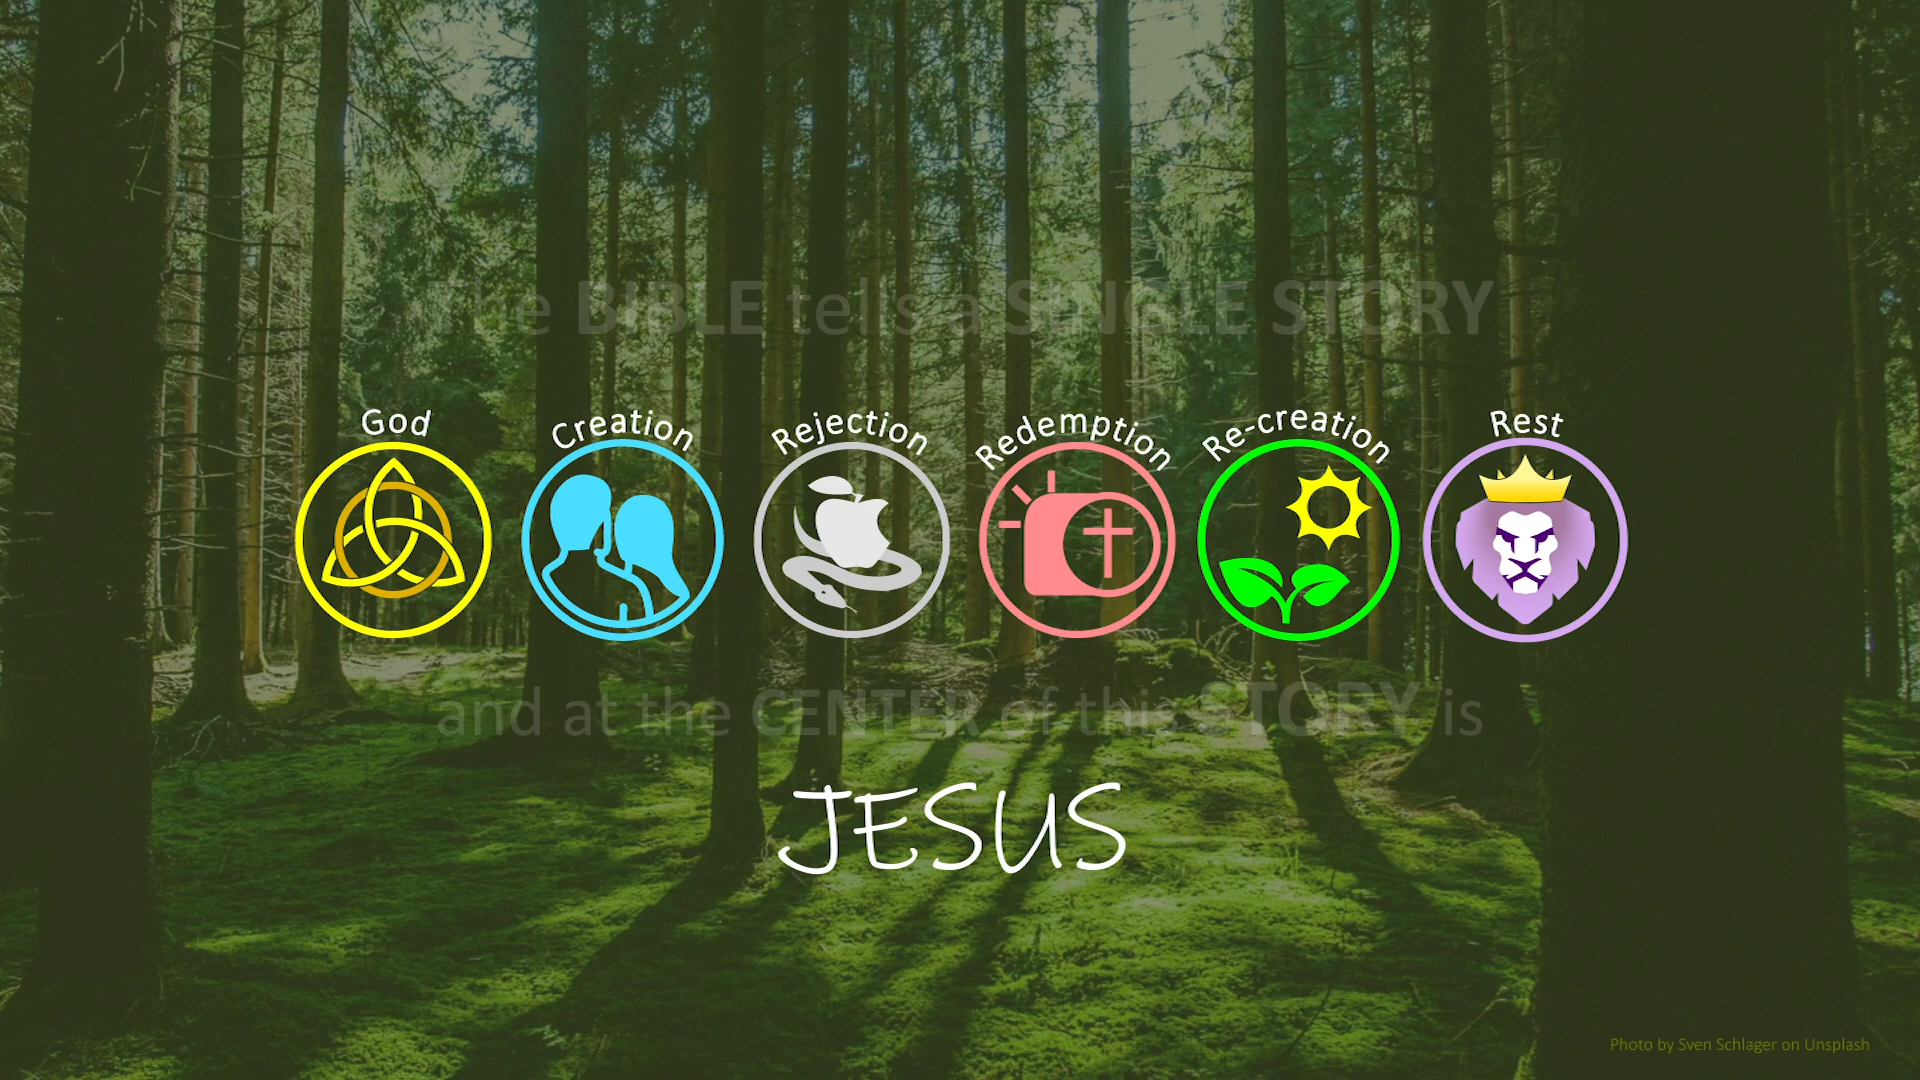 The BIBLE tells a SINGLE STORY
God Creation Rejection Redemption Re-creation Rest
and at the CENTER of this STORY is
JESUS
Photo by Sven Schlager on Unsplash